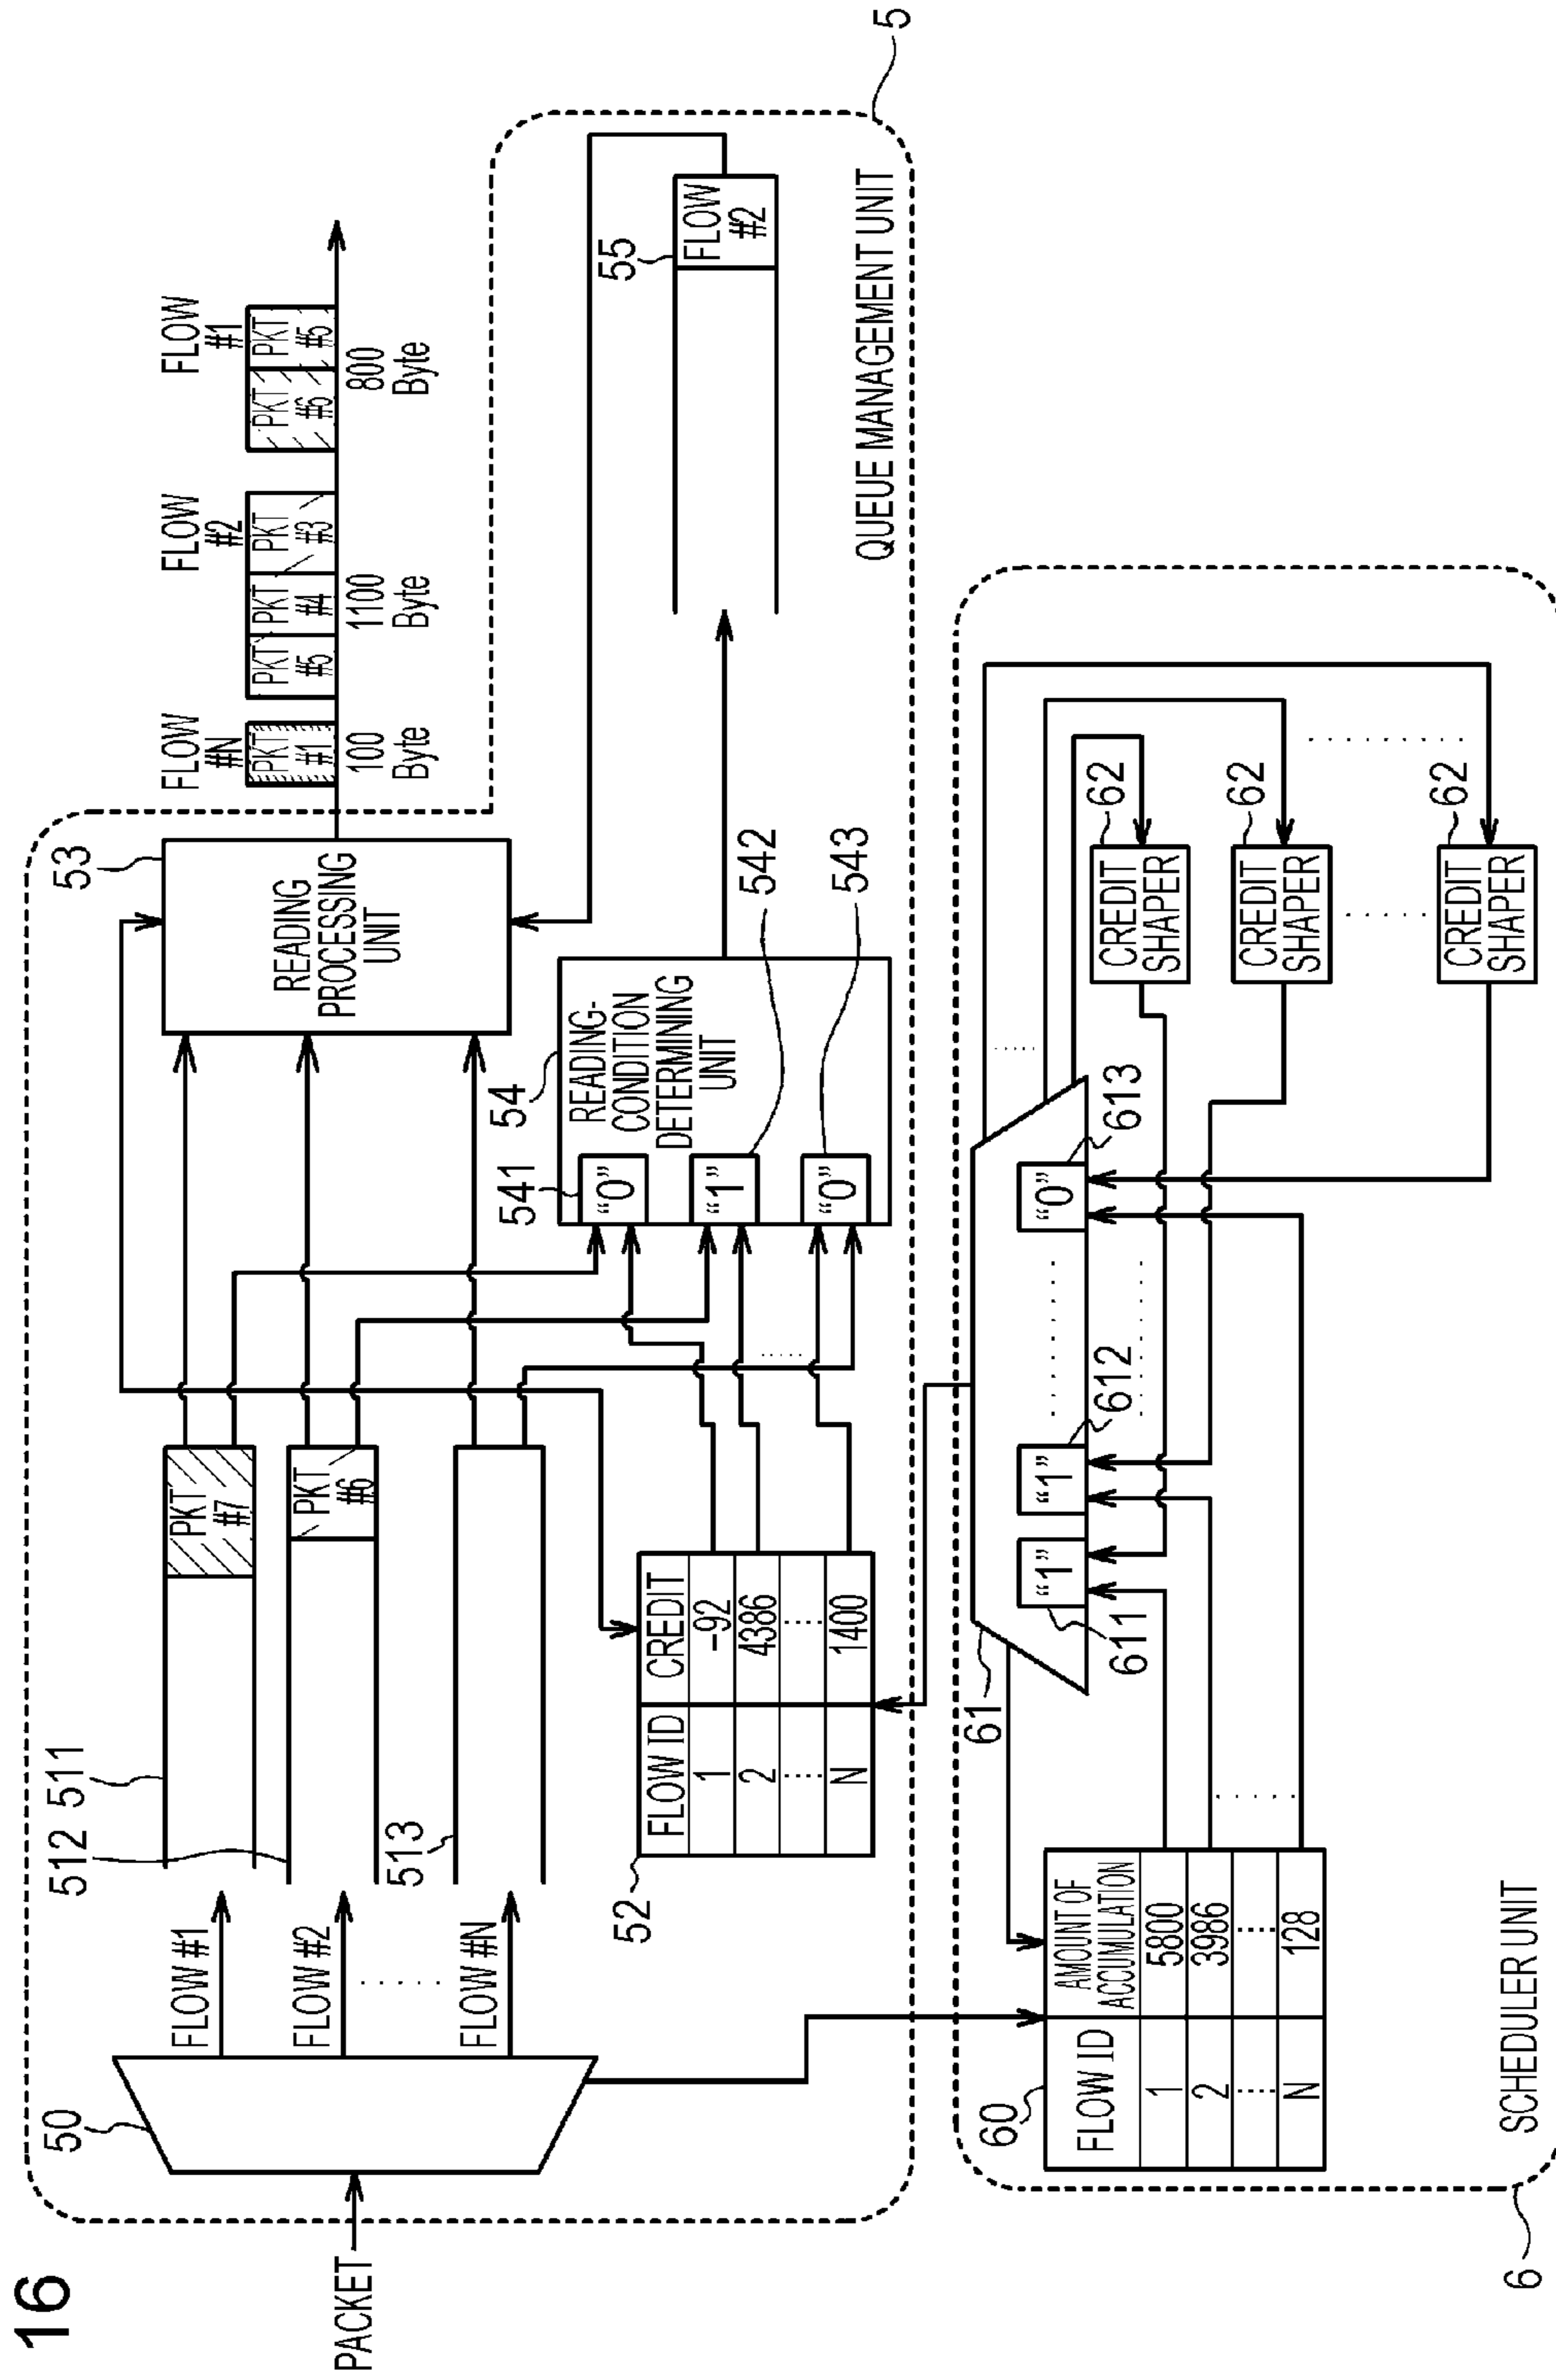 16
PACKET
50
FLOW #1
FLOW #2
FLOW #N
511
512
513
PKT
#7
PKT
#6
53
READING
PROCESSING
UNIT
FLOW
#N
PKT
#1
100
Byte
FLOW
#2
PKT
#5
PKT
#4
PKT
#3
1100
Byte
FLOW
#1
PKT
#6
PKT
#5
800
Byte
52
FLOW ID
CREDIT
1
-92
2
4386
N
1400
54
READING-
CONDITION
DETERMINING
UNIT
541
"0"
"1"
542
"0"
543
55
FLOW
#2
QUEUE MANAGEMENT UNIT
5
60
FLOW ID
AMOUNT OF
ACCUMULATION
1
5800
2
3986
N
128
61
611
"1"
612
"1"
613
"0"
62
CREDIT
SHAPER
62
CREDIT
SHAPER
62
CREDIT
SHAPER
SCHEDULER UNIT
6